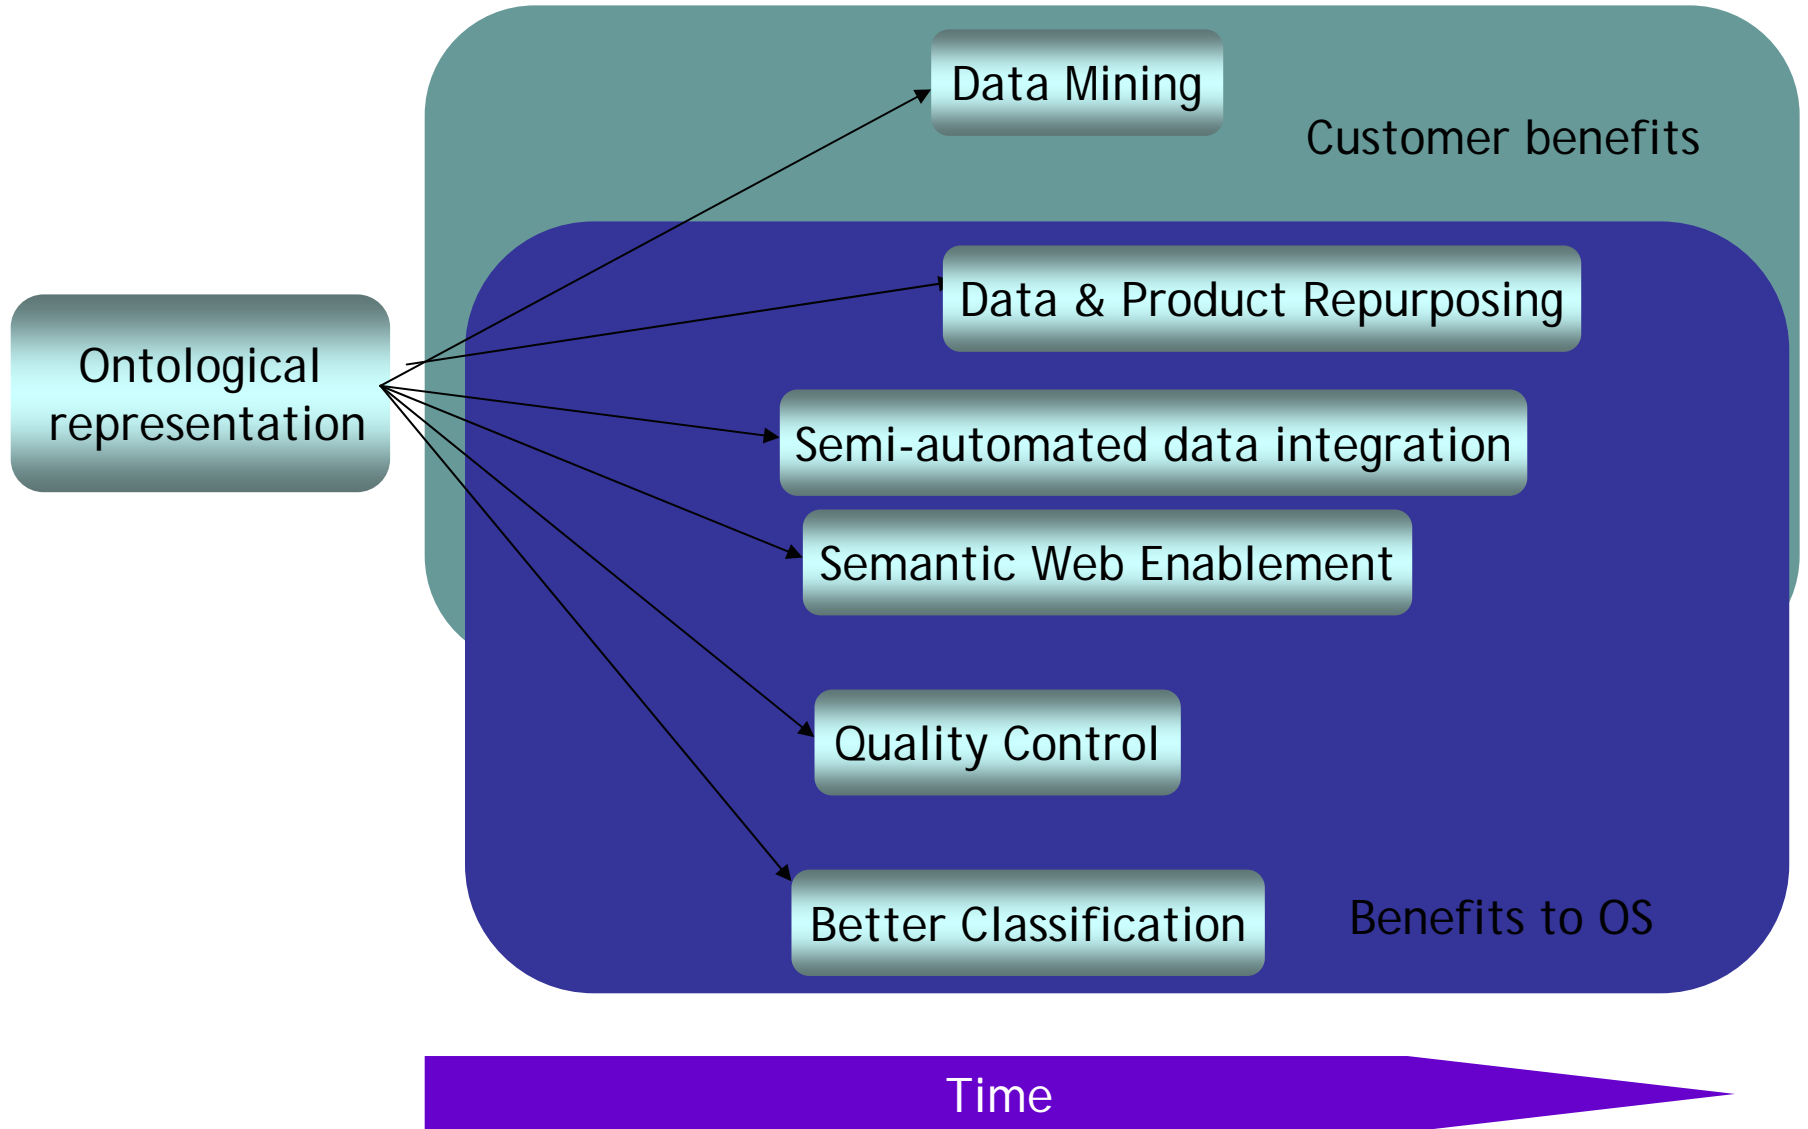 Data Mining
Customer benefits
Data & Product Repurposing
Ontological
representation
Semi-automated data integration
Semantic Web Enablement
Quality Control
Better Classification
Benefits to OS
Time